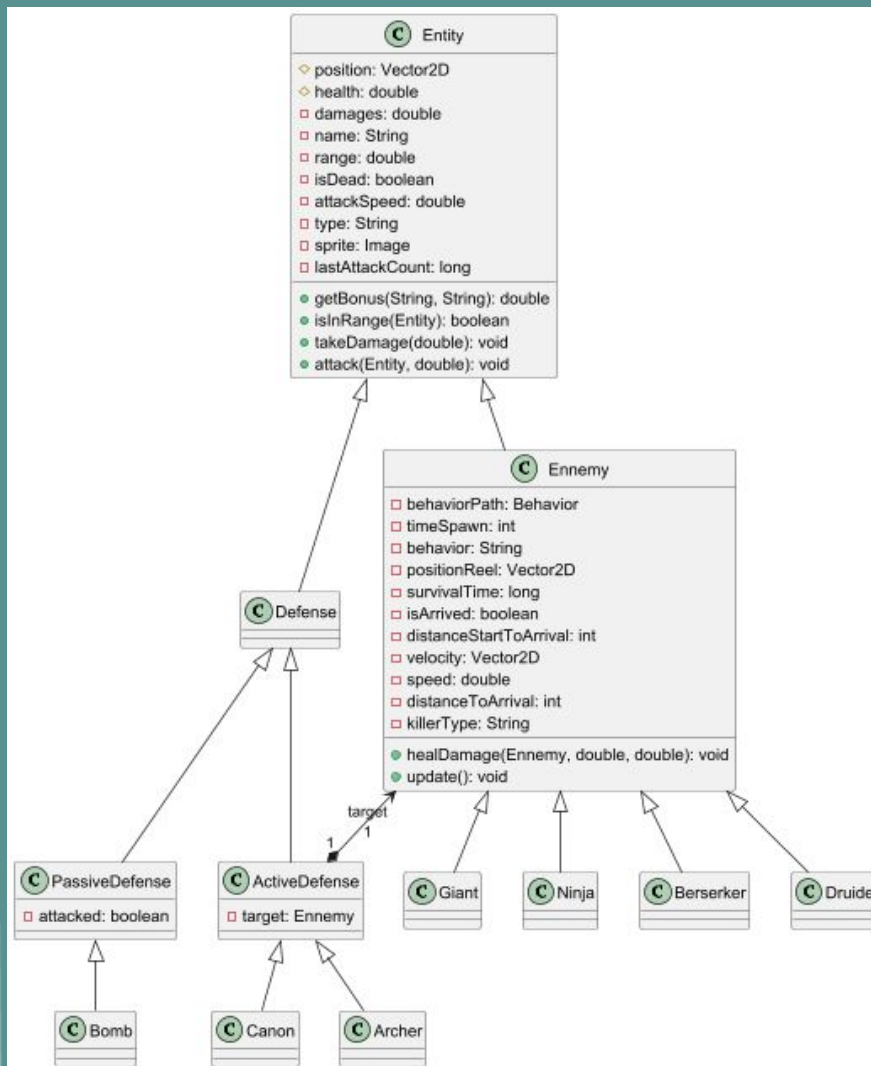 C Entity
position: Vector2D
health: double
damages: double
name: String
range: double
isDead: boolean
attackSpeed: double
type: String
sprite: Image
lastAttackCount: long
getBonus(String, String): double
isInRange(Entity): boolean
takeDamage(double): void
attack(Entity, double): void
C Ennemy
behaviorPath: Behavior
timeSpawn: int
behavior: String
positionReel: Vector2D
survivalTime: long
isArrived: boolean
distanceStartToArrival: int
velocity: Vector2D
speed: double
distanceToArrival: int
killerType: String
healDamage(Ennemy, double, double): void
update(): void
C Defense
target
1
1
C PassiveDefense
attacked: boolean
C ActiveDefense
target: Ennemy
C Giant
C Ninja
C Berserker
C Druide
C Bomb
C Canon
C Archer